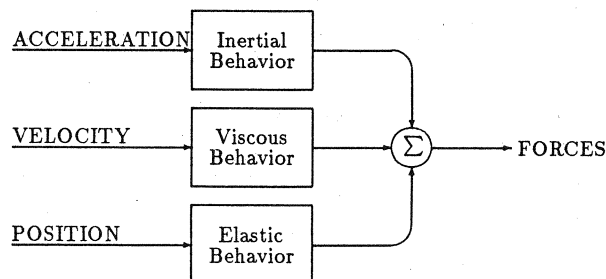 ACCELERATION
Inertial
Behavior
VELOCITY
Viscous
Behavior
Σ
FORCES
POSITION
Elastic
Behavior